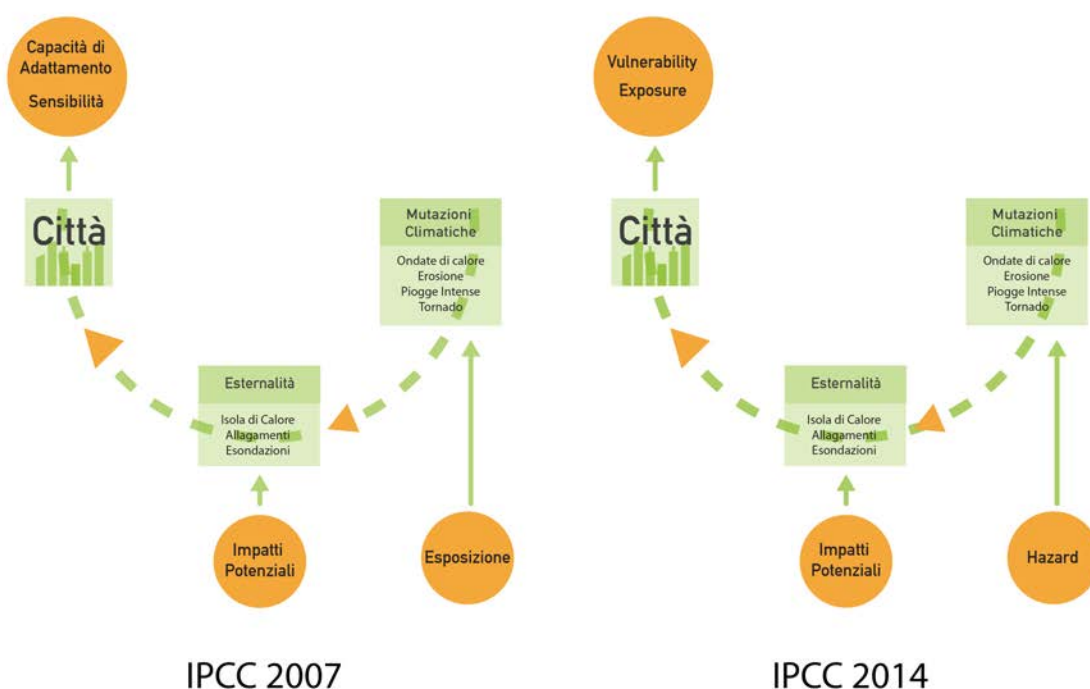 Capacità di
Adattamento
Sensibilità
Città
Mutazioni
Climatiche
Ondate di calore
Erosione
Piogge Intense
Tornado
Esternalità
Isola di Calore
Allagamenti
Esondazioni
Impatti
Potenziali
Esposizione
IPCC 2007
Vulnerability
Exposure
Città
Mutazioni
Climatiche
Ondate di calore
Erosione
Piogge Intense
Tornado
Esternalità
Isola di Calore
Allagamenti
Esondazioni
Impatti
Potenziali
Hazard
IPCC 2014